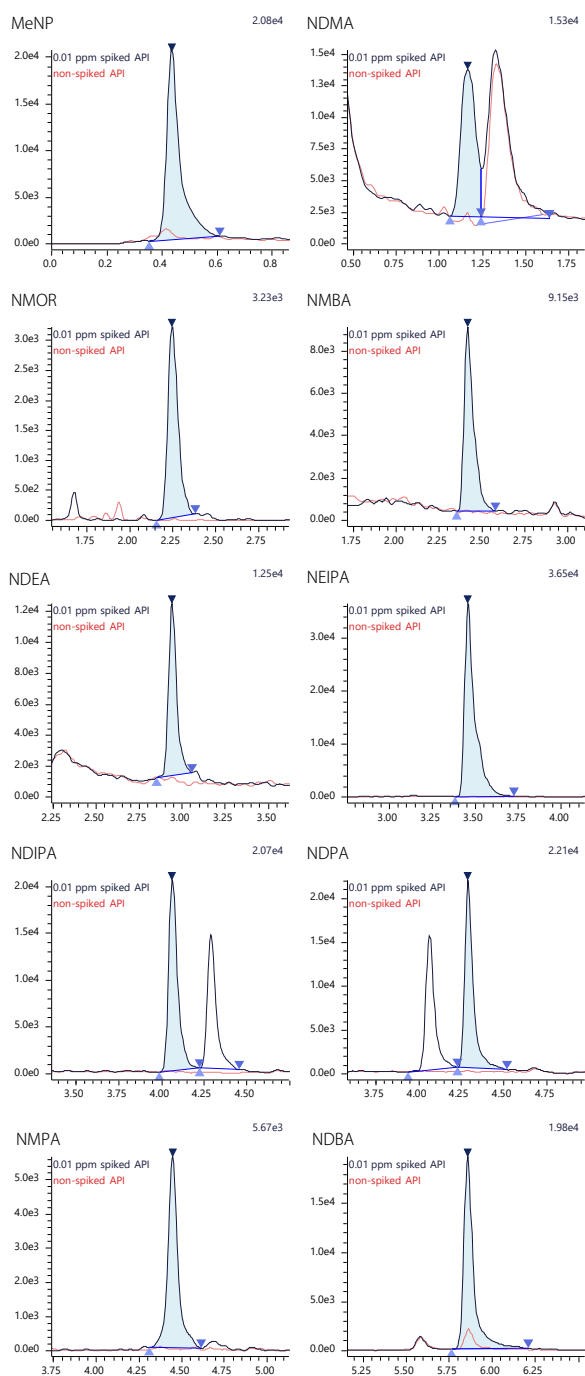 MeNP 2.08e4
0.01 ppm spiked API
non-spiked API
2.0e4
1.5e4
1.0e4
5.0e3
0.0e0
0.0 0.2 0.4 0.6 0.8
NDMA 1.53e4
0.01 ppm spiked API
non-spiked API
1.5e4
1.3e4
1.0e4
7.5e3
5.0e3
2.5e3
0.0e0
0.50 0.75 1.00 1.25 1.50 1.75
NMOR 3.23e3
0.01 ppm spiked API
non-spiked API
3.0e3
2.5e3
2.0e3
1.5e3
1.0e3
5.0e2
0.0e0
1.75 2.00 2.25 2.50 2.75
NMBA 9.15e3
0.01 ppm spiked API
non-spiked API
8.0e3
6.0e3
4.0e3
2.0e3
0.0e0
1.75 2.00 2.25 2.50 2.75 3.00
NDEA 1.25e4
0.01 ppm spiked API
non-spiked API
1.2e4
1.0e4
8.0e3
6.0e3
4.0e3
2.0e3
0.0e0
2.25 2.50 2.75 3.00 3.25 3.50
NEIPA 3.65e4
0.01 ppm spiked API
non-spiked API
3.0e4
2.0e4
1.0e4
0.0e0
3.00 3.25 3.50 3.75 4.00
NDIPA 2.07e4
0.01 ppm spiked API
non-spiked API
2.0e4
1.5e4
1.0e4
5.0e3
0.0e0
3.50 3.75 4.00 4.25 4.50
NDPA 2.21e4
0.01 ppm spiked API
non-spiked API
2.0e4
1.5e4
1.0e4
5.0e3
0.0e0
3.75 4.00 4.25 4.50 4.75
NMPA 5.67e3
0.01 ppm spiked API
non-spiked API
5.0e3
4.0e3
3.0e3
2.0e3
1.0e3
0.0e0
3.75 4.00 4.25 4.50 4.75 5.00
NDBA 1.98e4
0.01 ppm spiked API
non-spiked API
1.5e4
1.0e4
5.0e3
0.0e0
5.25 5.50 5.75 6.00 6.25